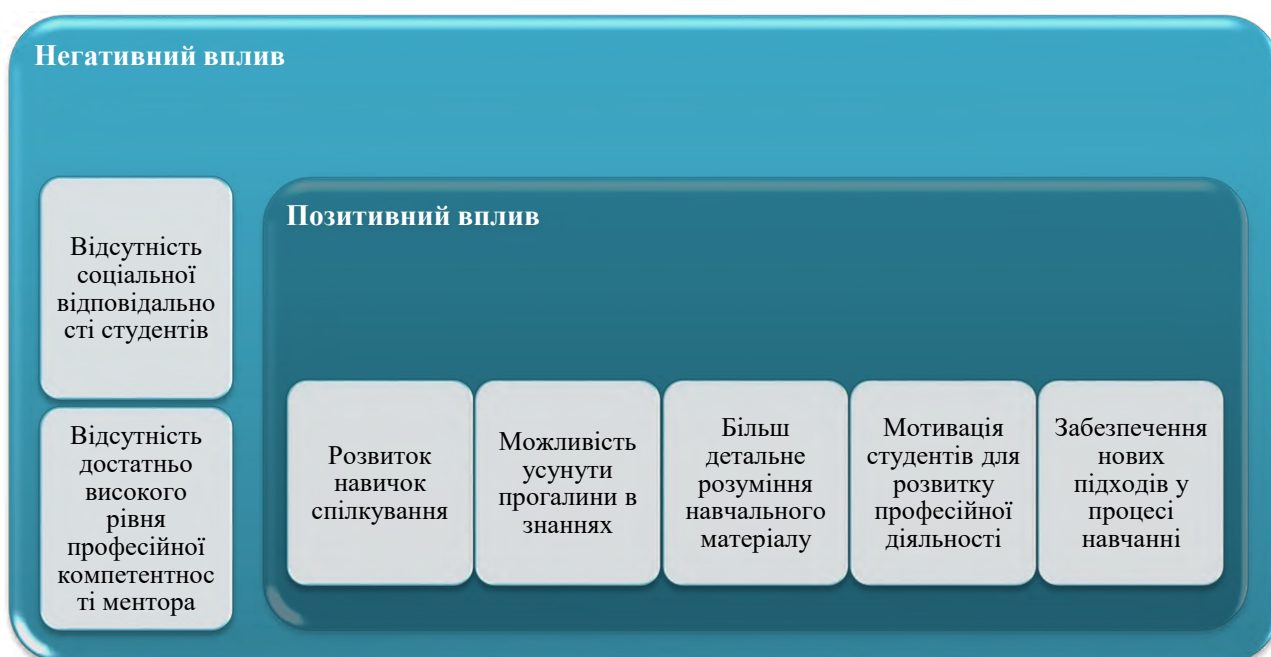 Негативний вплив
Відсутність
соціальної
відповідально
сті студентів
Відсутність
достатньо
високого
рівня
професійної
компетентнос
ті ментора
Позитивний вплив
Розвиток
навичок
спілкування
Можливість
усунути
прогалини в
знаннях
Більш
детальне
розуміння
навчального
матеріалу
Мотивація
студентів для
розвитку
професійної
діяльності
Забезпечення
нових
підходів у
процесі
навчанні